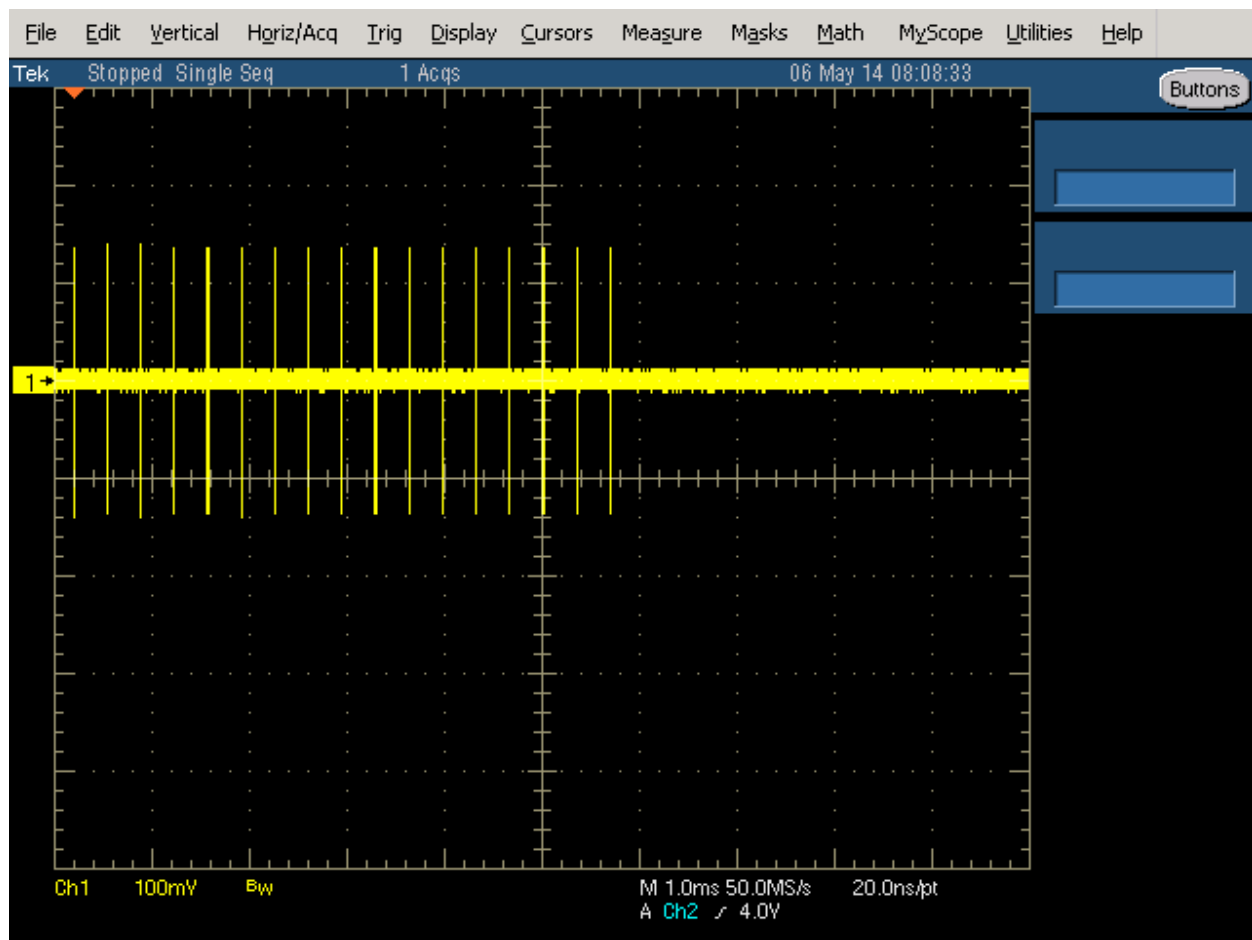 File Edit Vertical Horiz/Acq Trig Display Cursors Measure Masks Math MyScope Utilities Help
Tek Stopped Single Seq 1 Acqs 06 May 14 08:08:33
Buttons
1
Ch1 100mV BW M 1.0ms 50.0MS/s 20.0ns/pt
A Ch2 4.0V